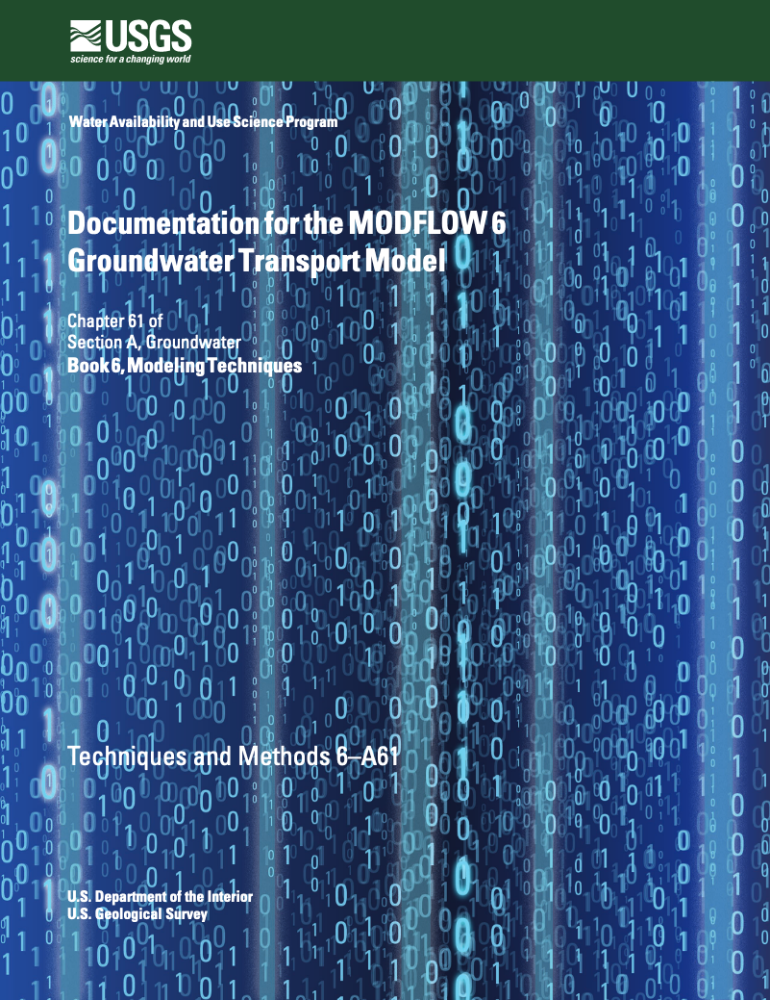 USGS
science for a changing world
Water Availability and Use Science Program
Documentation for the MODFLOW 6
Groundwater Transport Model
Chapter 61 of
Section A, Groundwater
Book 6, Modeling Techniques
Techniques and Methods 6–A61
U.S. Department of the Interior
U.S. Geological Survey